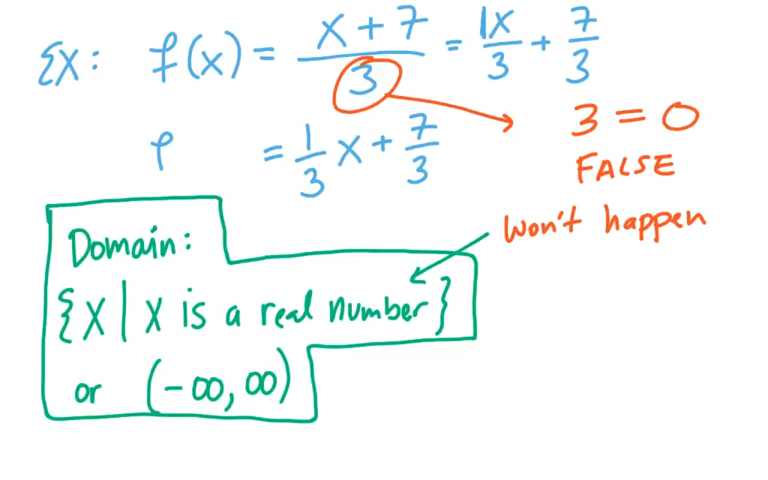 Ex: f(x) = x + 7 / 3 = 1x/3 + 7/3
3 = 0
f = 1/3 x + 7/3
FALSE
Won't happen
Domain:
{x | x is a real number}
or (-∞, ∞)